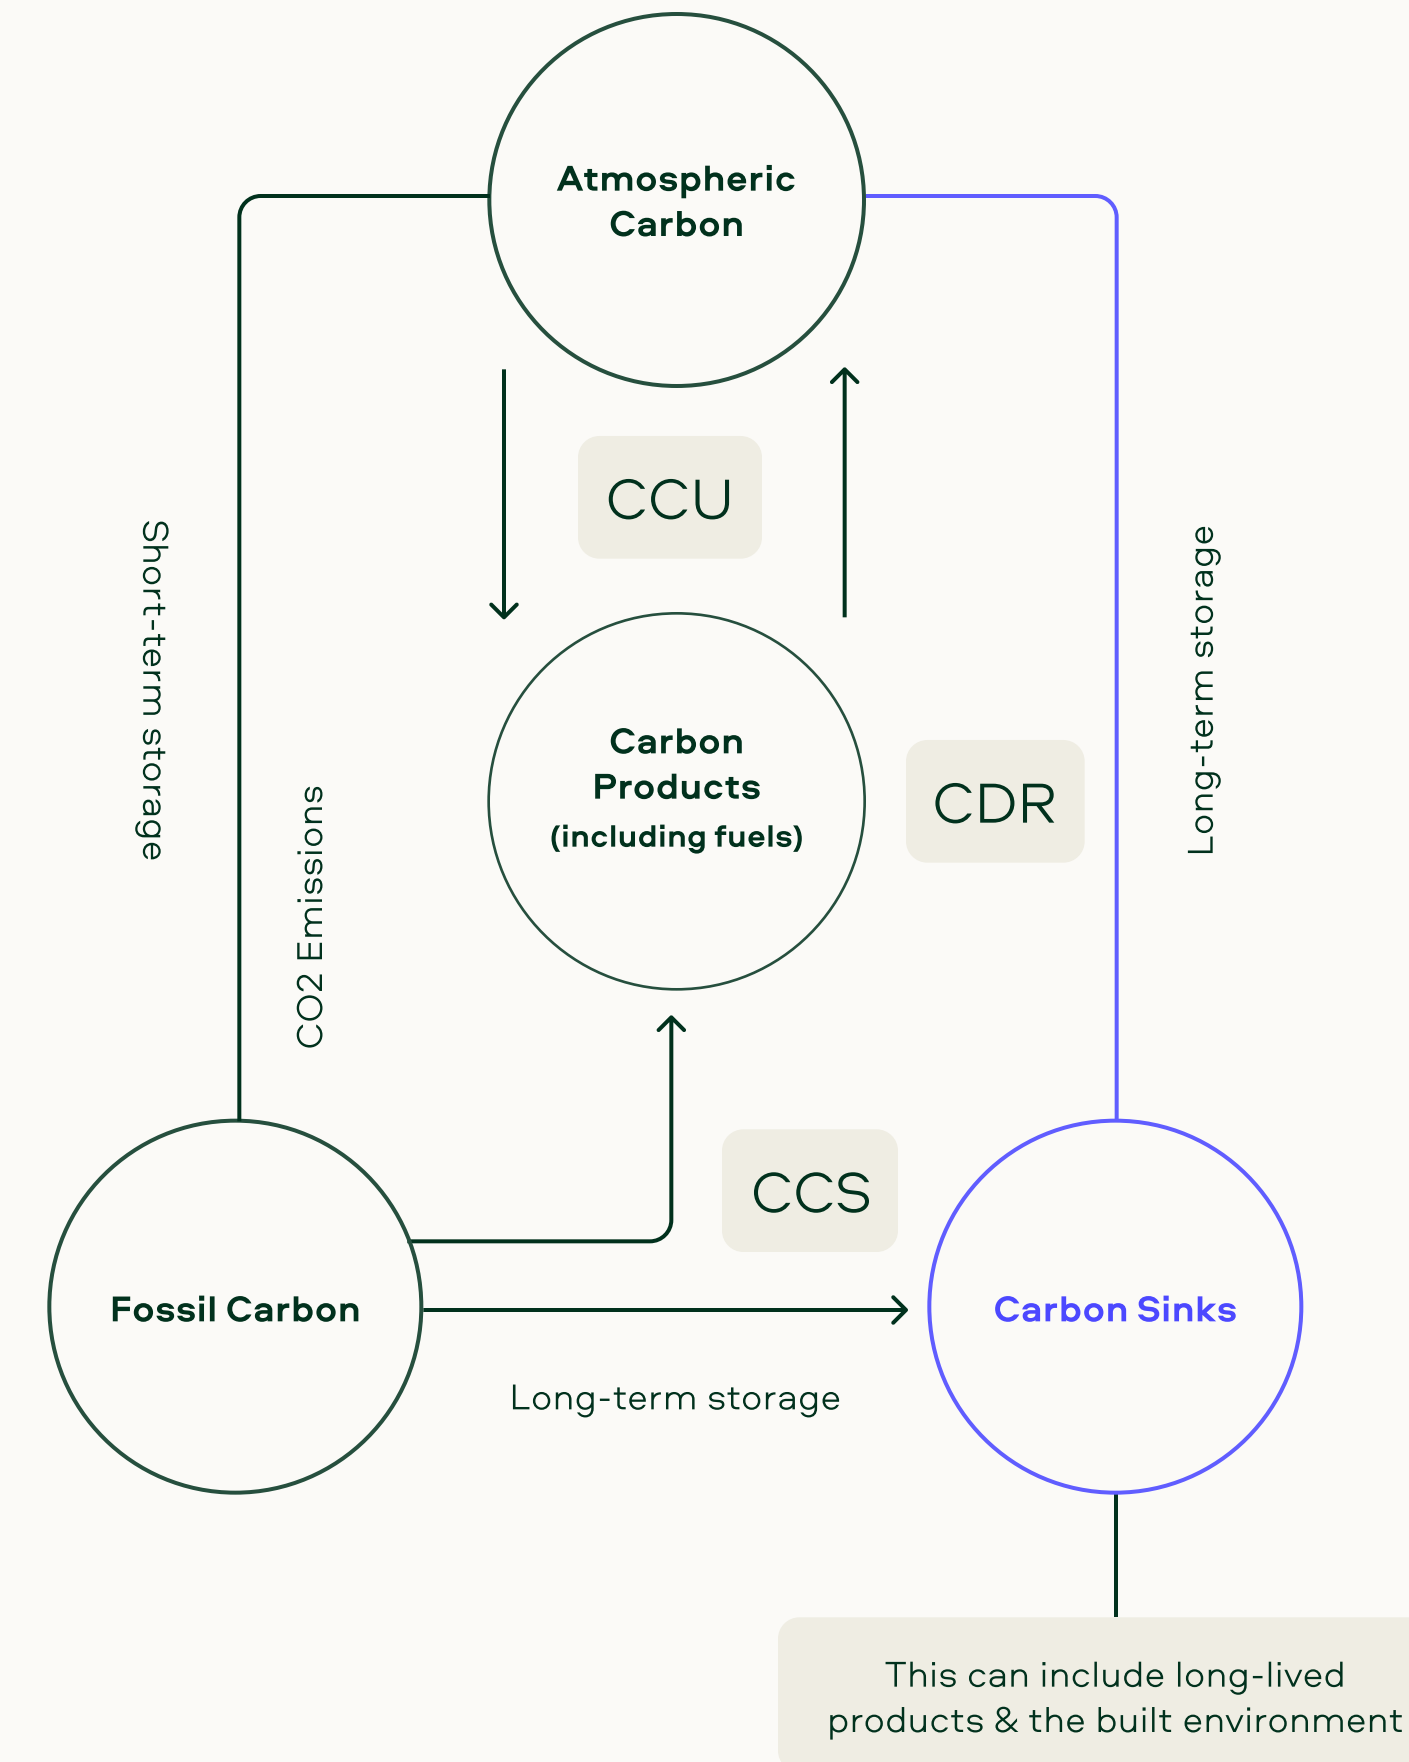 Atmospheric
Carbon
CCU
Short-term storage
Long-term storage
Carbon
Products
(including fuels)
CDR
CO2 Emissions
CCS
Fossil Carbon
Carbon Sinks
Long-term storage
This can include long-lived
products & the built environment